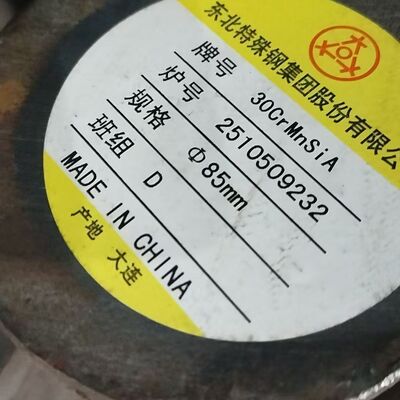 东北特殊钢集团股份有限公
牌号 30CrMnSiA
炉号 2510509232
规格 Φ85mm
班组 D
MADE IN CHINA
产地 大连